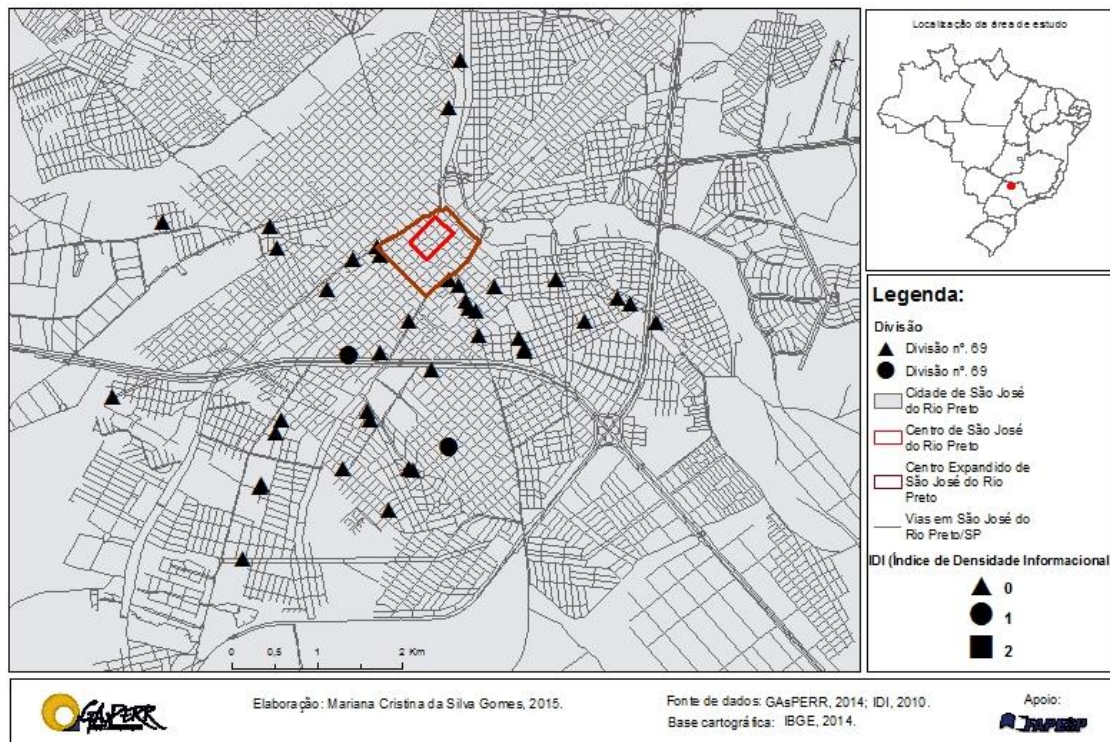 Localização da área de estudo
Legenda:
Divisão
Divisão nº. 69
Divisão nº. 69
Cidade de São José
do Rio Preto
Centro de São José
do Rio Preto
Centro Expandido de
São José do Rio
Preto
Vias em São José do
Rio Preto/SP
IDI (Índice de Densidade Informacional
0
1
2
0 0,5 1 2 Km
GAsPERR
Elaboração: Mariana Cristina da Silva Gomes, 2015.
Fonte de dados: GAsPERR, 2014; IDI, 2010.
Base cartográfica: IBGE, 2014.
Apoio:
FAPESP